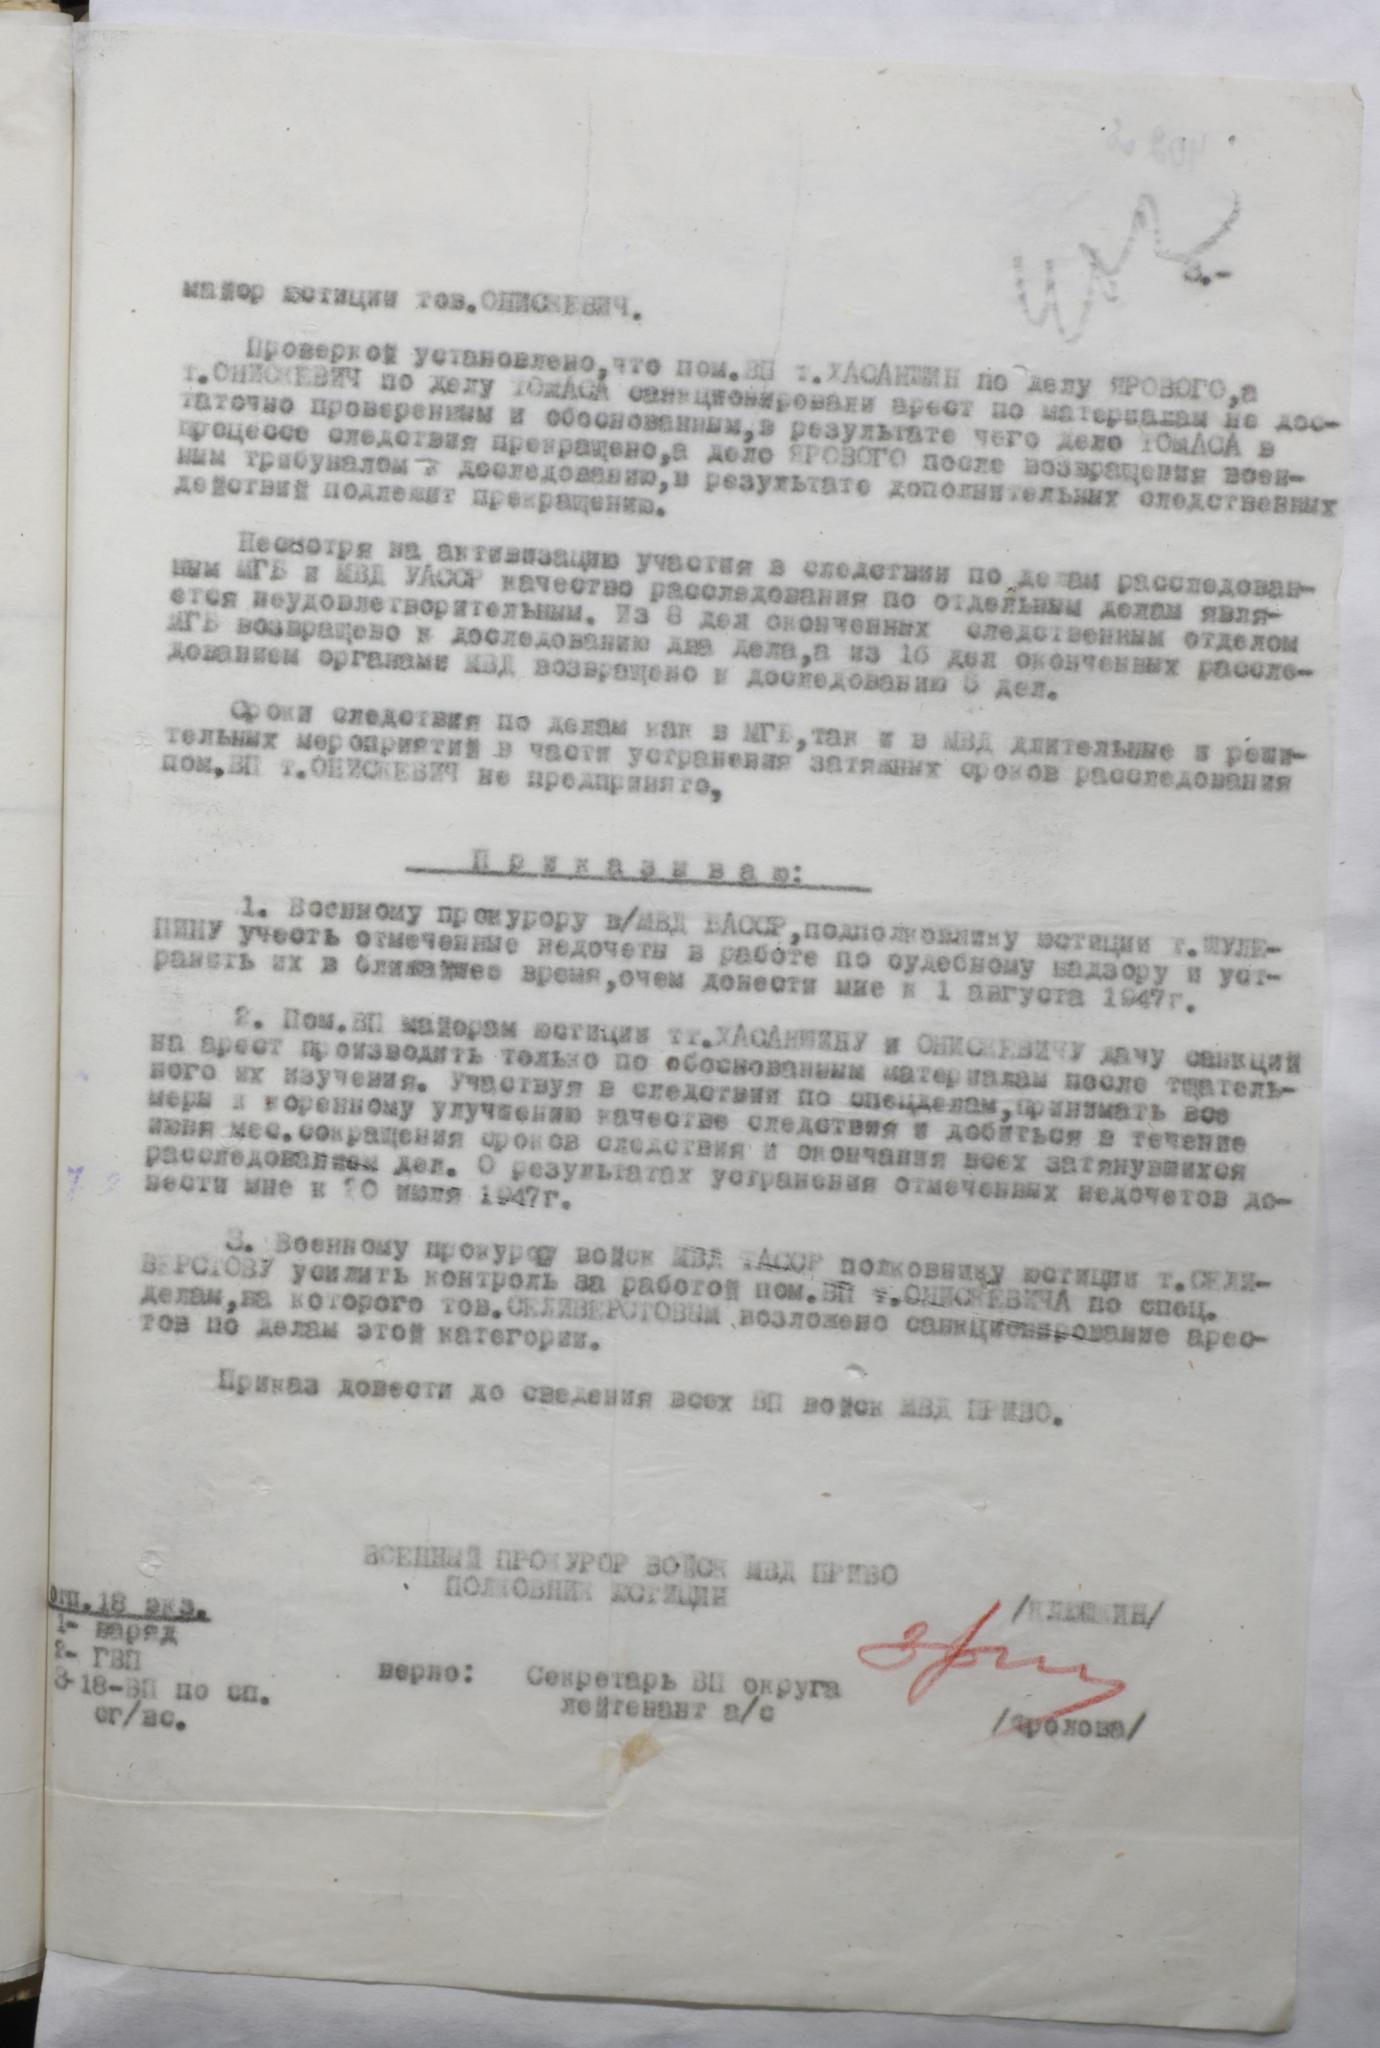 3.-
майор юстиции тов.ОНИСКЕВИЧ.
Проверкой установлено,что пом.ВП т.ХАСАНШИН по делу ЯРОВОГО,а
т.ОНИСКЕВИЧ по делу ТОМАСА санкционировали арест по материалам не дос-
таточно проверенным и обоснованным,в результате чего дело ТОМАСА в
процессе следствия прекращено,а дело ЯРОВОГО после возвращения воен-
ным трибуналом к доследованию,в результате дополнительных следственных
действий подлежит прекращению.
Несмотря на активизацию участия в следствии по делам расследован-
ным МГБ и МВД УАССР качество расследования по отдельным делам явля-
ется неудовлетворительным. Из 8 дел оконченных следственным отделом
МГБ возвращено к доследованию два дела,а из 16 дел оконченных рассле-
дованием органами МВД возвращено к доследованию 5 дел.
Сроки следствия по делам как в МГБ,так и в МВД длительные и реши-
тельных мероприятий в части устранения затяжных сроков расследования
пом.ВП т.ОНИСКЕВИЧ не предпринято,
П р и к а з ы в а ю:
1. Военному прокурору в/МВД БАССР,подполковнику юстиции т.ШУЛЕ-
ПИНУ учесть отмеченные недочеты в работе по судебному надзору и уст-
ранить их в ближайшее время,очем донести мне к 1 августа 1947г.
2. Пом.ВП майорам юстиции тт.ХАСАНШИНУ и ОНИСКЕВИЧУ дачу санкций
на арест производить только по обоснованным материалам после тщатель-
ного их изучения. Участвуя в следствии по спецделам,принимать все
меры к коренному улучшению качестве следствия и добиться в течение
июня мес.сокращения сроков следствия и окончания всех затянувшихся
расследованием дел. О результатах устранения отмеченных недочетов до-
вести мне к 20 июля 1947г.
3. Военному прокурору войск МВД ТАССР полковнику юстиции т.СЕЛИ-
ВЕРСТОВУ усилить контроль за работой пом.ВП т.ОНИСКЕВИЧА по спец.
делам,на которого тов.СЕЛИВЕРСТОВЫМ возложено санкционирование арес-
тов по делам этой категории.
Приказ довести до сведения всех ВП войск МВД ПРИВО.
ВОЕННЫЙ ПРОКУРОР ВОЙСК МВД ПРИВО
ПОЛКОВНИК ЮСТИЦИИ
/КЛЕШКИН/
отп.18 экз.
1- наряд
2- ГВП
3-18-ВП по сп.
ог/вс.
верно: Секретарь ВП округа
лейтенант а/с
/Фролова/